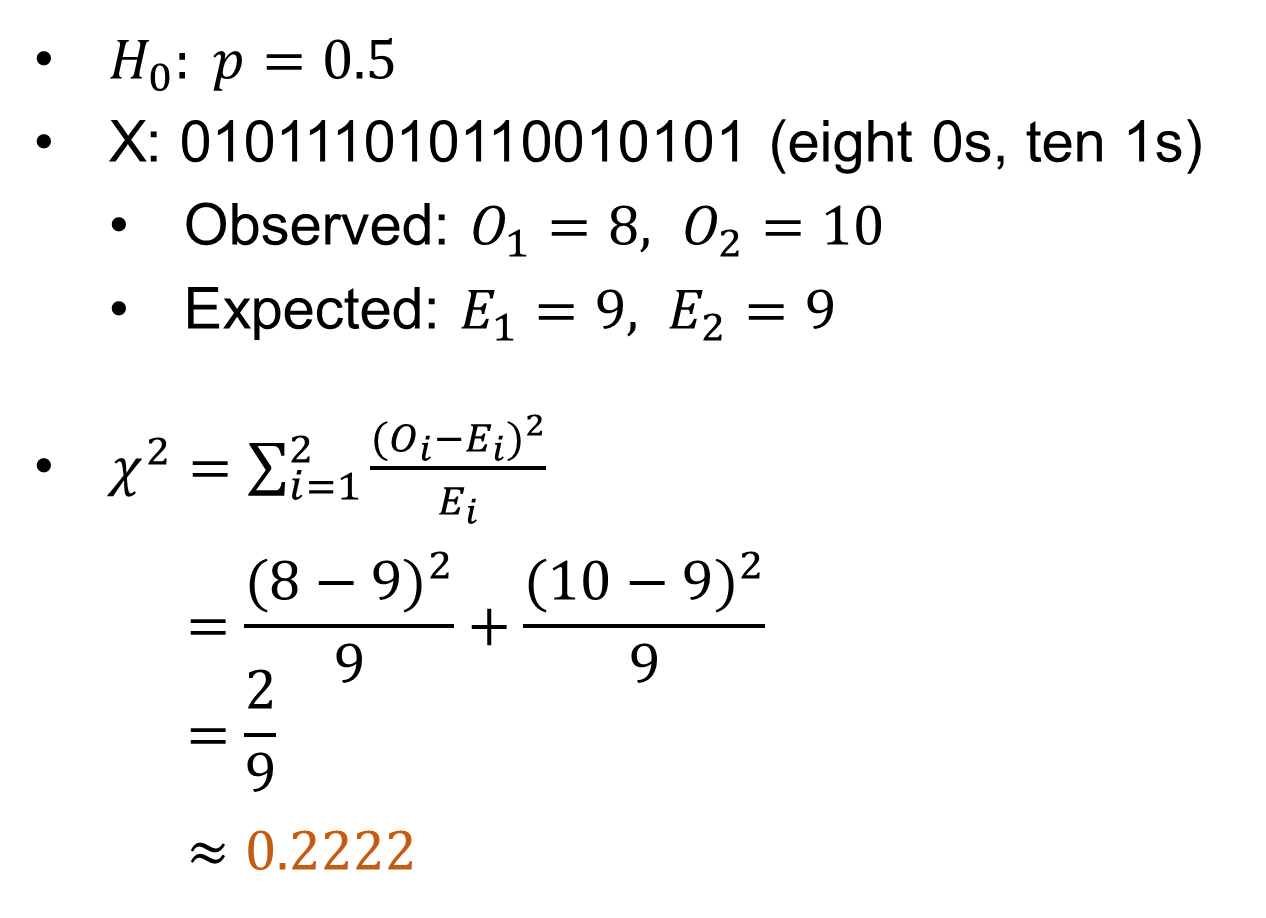 • H₀: p = 0.5
• X: 010111010110010101 (eight 0s, ten 1s)
• Observed: O₁ = 8, O₂ = 10
• Expected: E₁ = 9, E₂ = 9
• χ² = ∑²ᵢ₌₁ (Oᵢ−Eᵢ)²/Eᵢ
= (8 − 9)²/9 + (10 − 9)²/9
= 2/9
≈ 0.2222